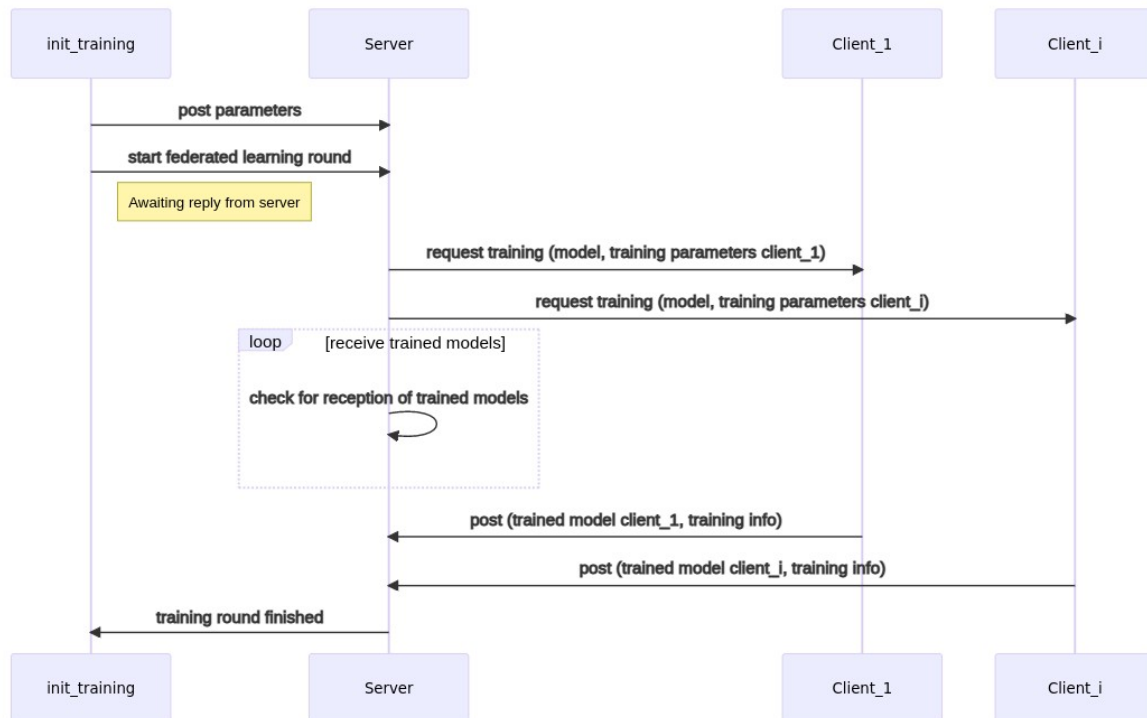 init_training
Server
Client_1
Client_i
post parameters
start federated learning round
Awaiting reply from server
request training (model, training parameters client_1)
request training (model, training parameters client_i)
loop
[receive trained models]
check for reception of trained models
post (trained model client_1, training info)
post (trained model client_i, training info)
training round finished
init_training
Server
Client_1
Client_i